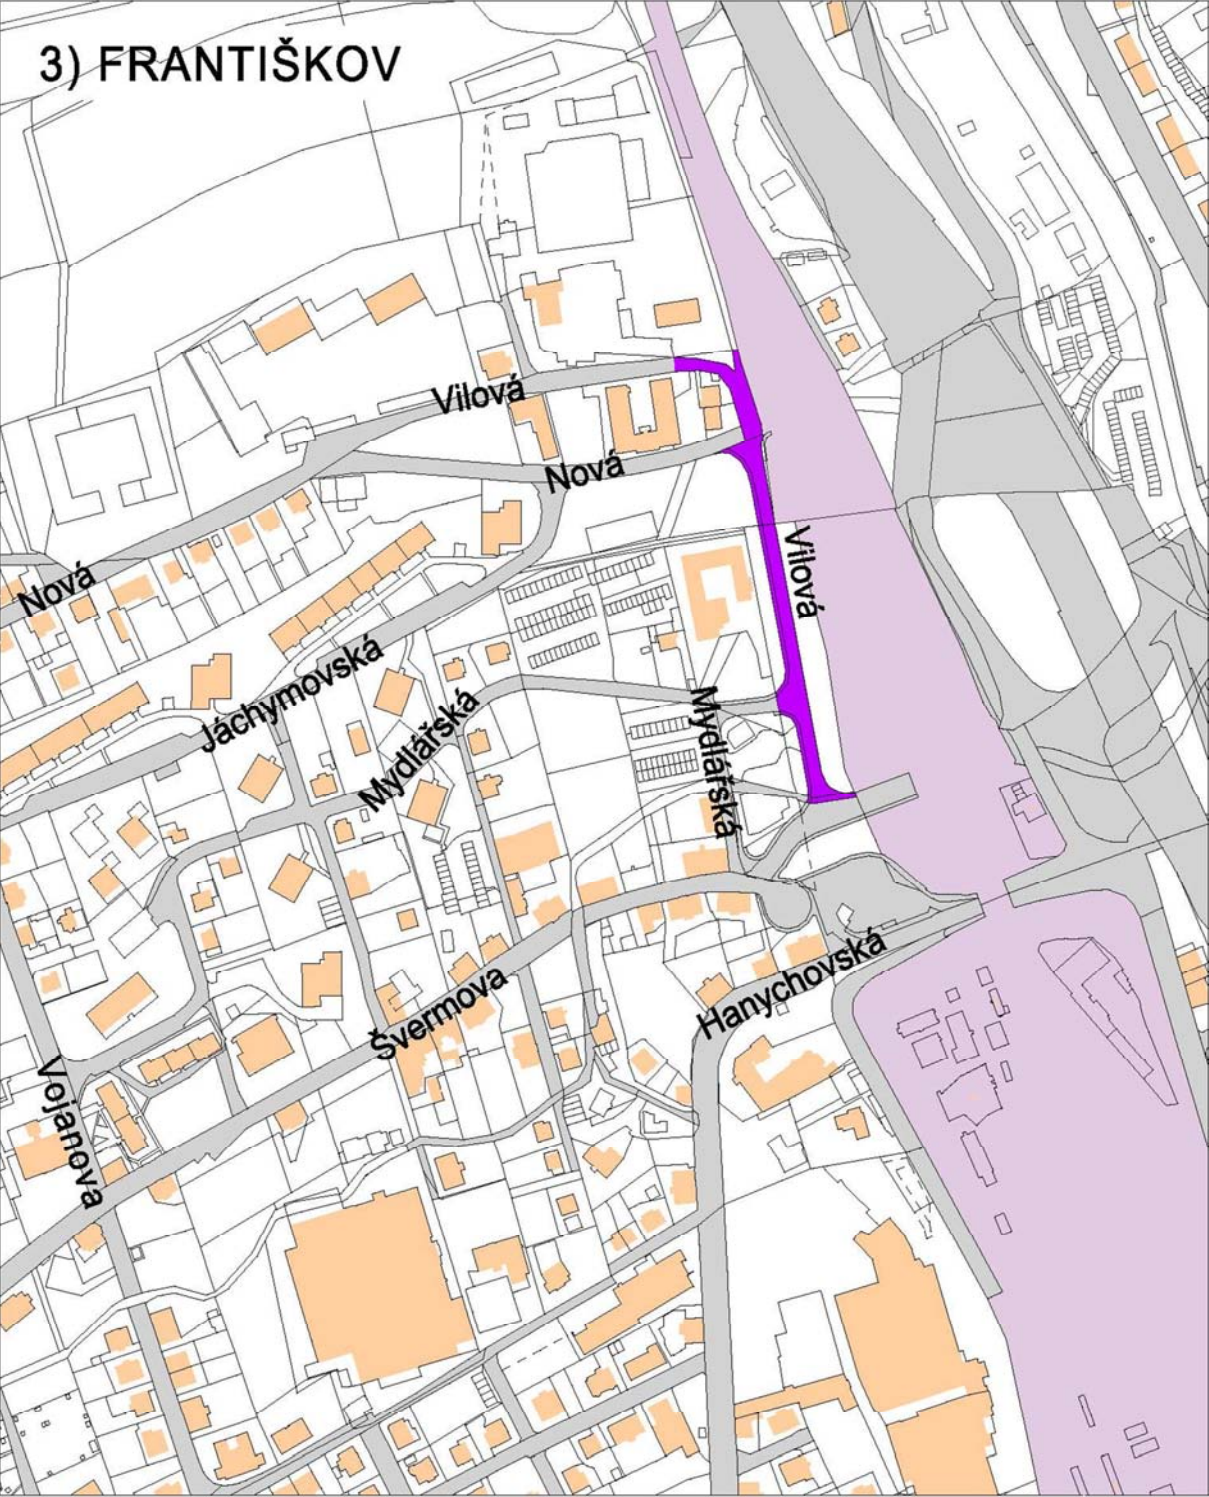 3) FRANTIŠKOV
Vilová
Nová
Vilová
Nová
Jáchymovská
Mydlářská
Mydlářská
Hanychovská
Švermova
Vojanova